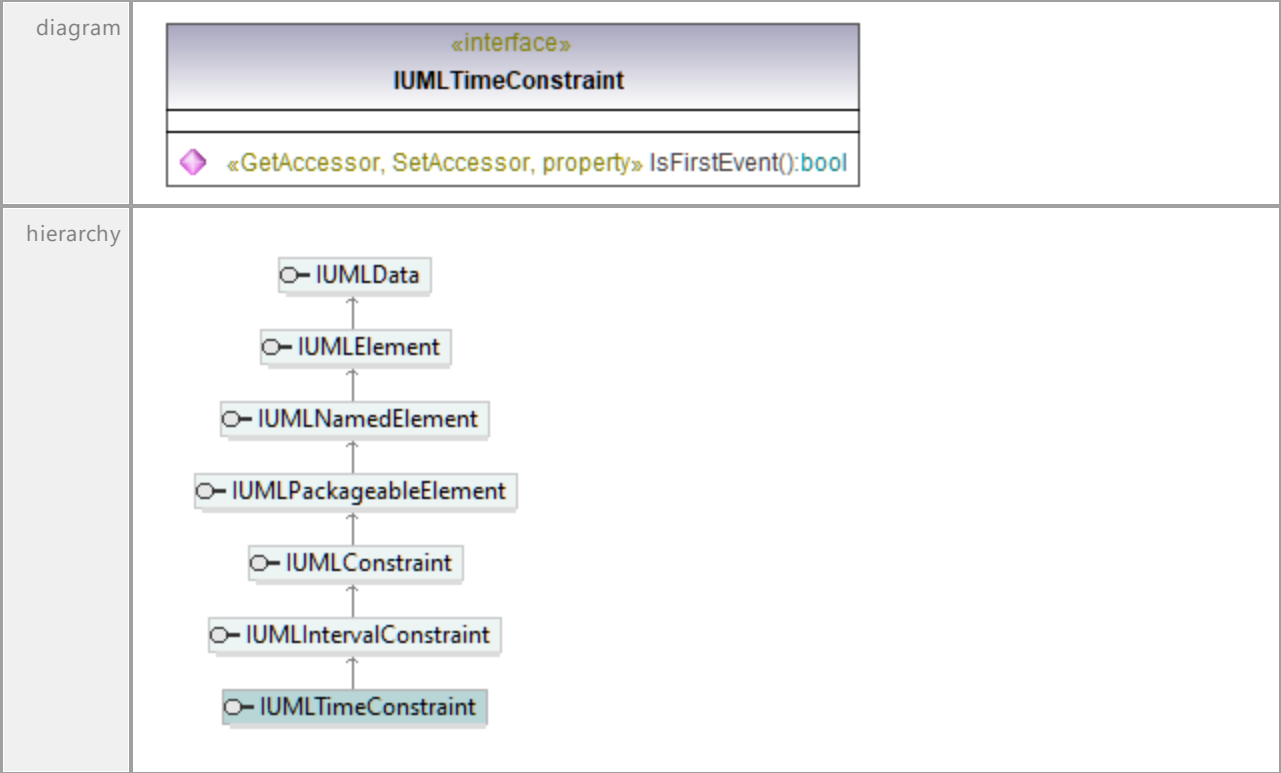 diagram
«interface»
IUMLTimeConstraint
«GetAccessor, SetAccessor, property» IsFirstEvent():bool
hierarchy
IUMLData
IUMLElement
IUMLNamedElement
IUMLPackageableElement
IUMLConstraint
IUMLIntervalConstraint
IUMLTimeConstraint